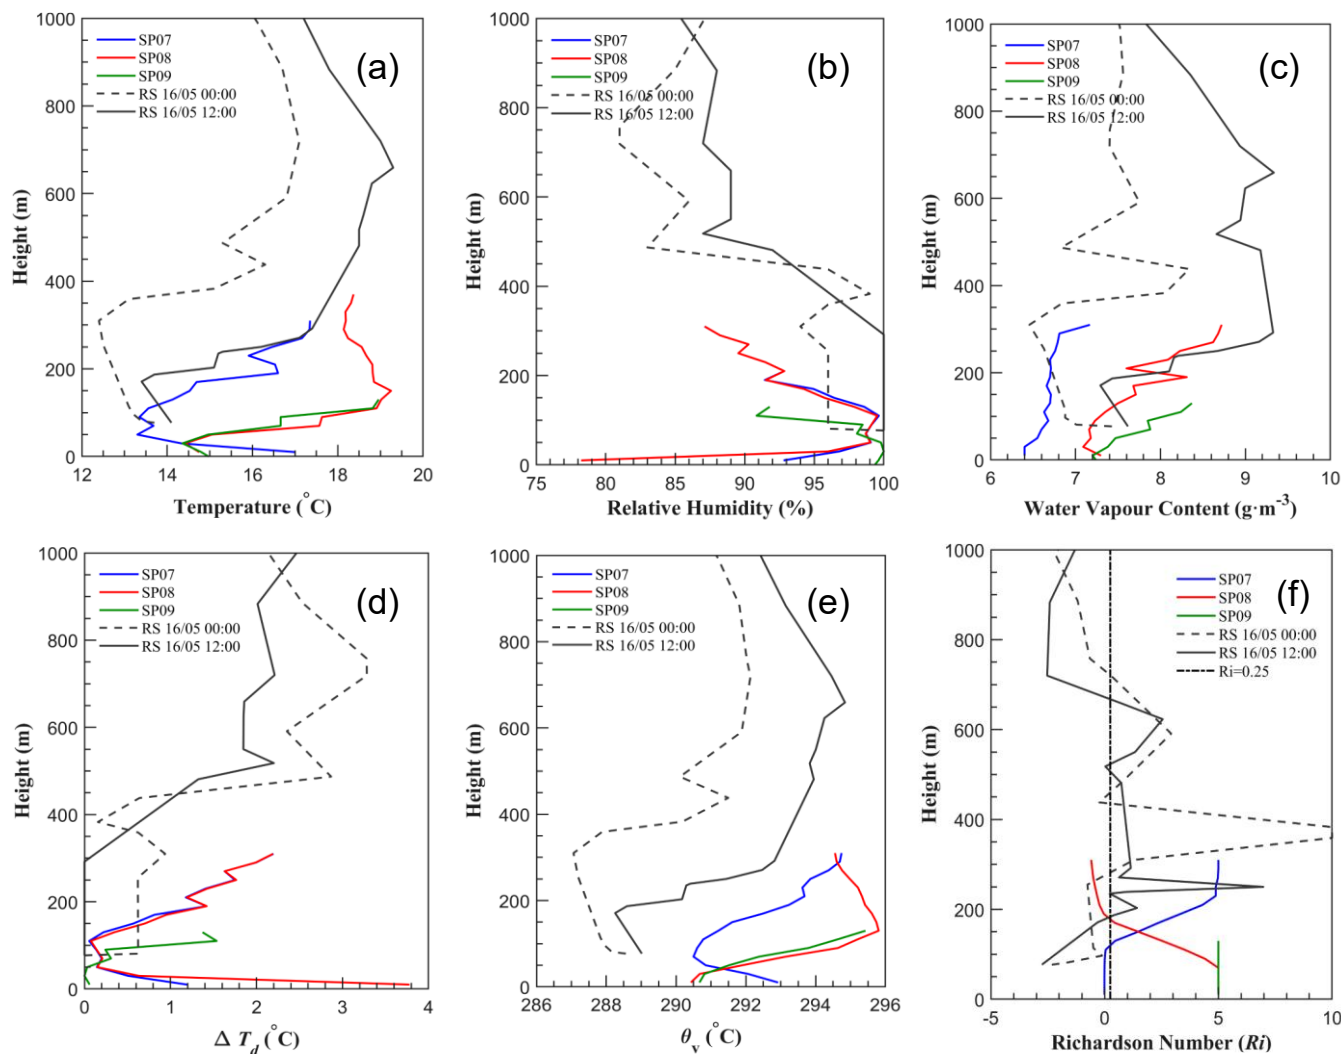 (a)
SP07
SP08
SP09
RS 16/05 00:00
RS 16/05 12:00
1000
800
600
400
200
0
12 14 16 18 20
Height (m)
Temperature (°C)
(b)
SP07
SP08
SP09
RS 16/05 00:00
RS 16/05 12:00
1000
800
600
400
200
0
75 80 85 90 95 100
Height (m)
Relative Humidity (%)
(c)
SP07
SP08
SP09
RS 16/05 00:00
RS 16/05 12:00
1000
800
600
400
200
0
6 7 8 9 10
Height (m)
Water Vapour Content (g·m⁻³)
(d)
SP07
SP08
SP09
RS 16/05 00:00
RS 16/05 12:00
1000
800
600
400
200
0
0 1 2 3 4
Height (m)
Δ T_d (°C)
(e)
SP07
SP08
SP09
RS 16/05 00:00
RS 16/05 12:00
1000
800
600
400
200
0
286 288 290 292 294 296
Height (m)
θ_v (°C)
(f)
SP07
SP08
SP09
RS 16/05 00:00
RS 16/05 12:00
Ri=0.25
1000
800
600
400
200
0
-5 0 5 10
Height (m)
Richardson Number (Ri)